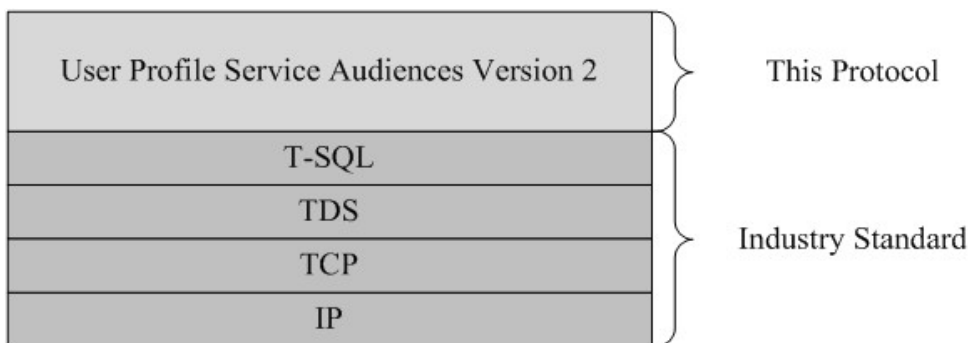 User Profile Service Audiences Version 2
This Protocol
T-SQL
TDS
TCP
IP
Industry Standard